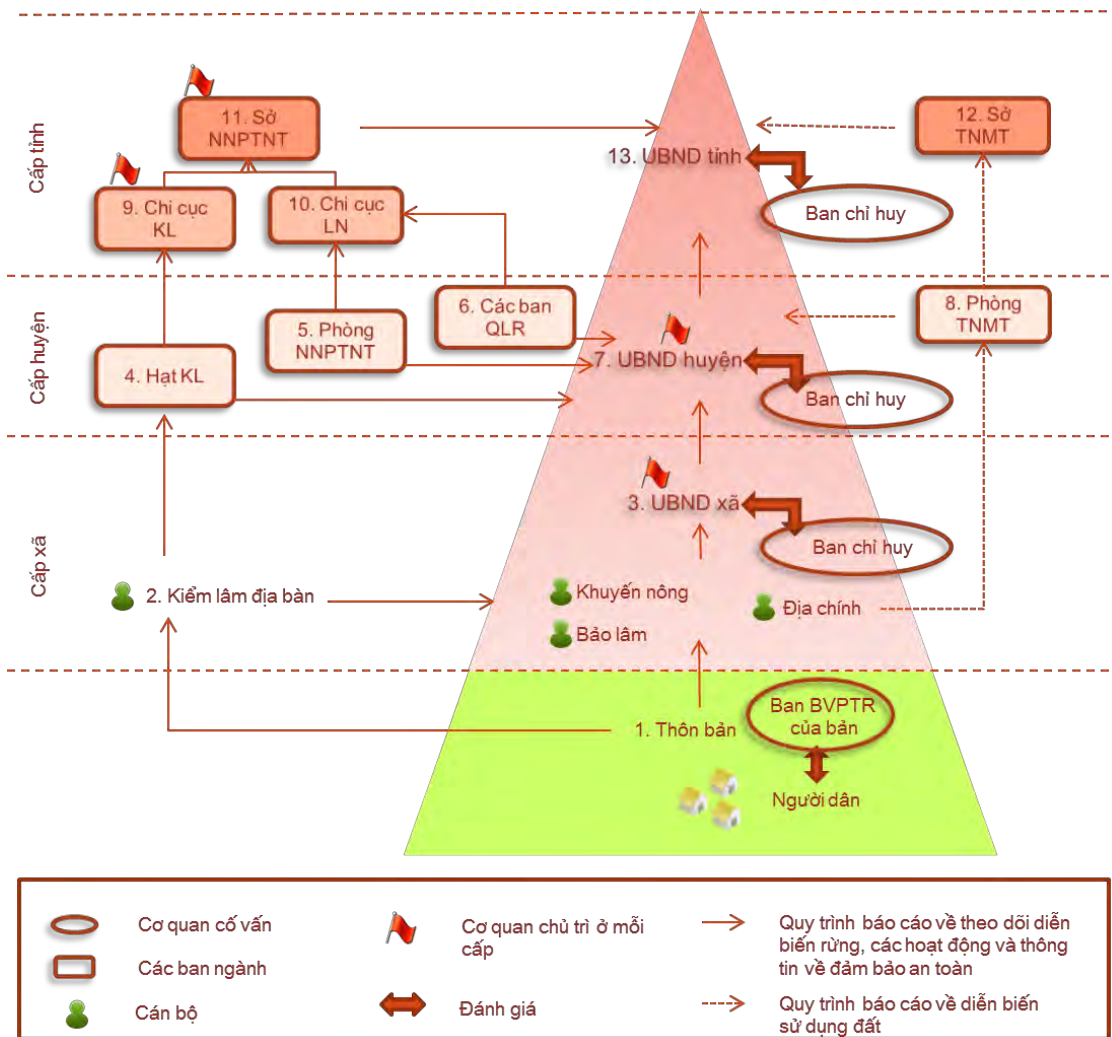 Cấp tỉnh
11. Sở
NNPTNT
12. Sở
TNMT
13. UBND tỉnh
9. Chi cục
KL
10. Chi cục
LN
Ban chỉ huy
Cấp huyện
6. Các ban
QLR
8. Phòng
TNMT
5. Phòng
NNPTNT
7. UBND huyện
4. Hạt KL
Ban chỉ huy
Cấp xã
3. UBND xã
Ban chỉ huy
2. Kiểm lâm địa bàn
Khuyến nông
Địa chính
Bảo lâm
Ban BVPTR
của bản
1. Thôn bản
Người dân
Cơ quan cố vấn
Các ban ngành
Cán bộ
Cơ quan chủ trì ở mỗi
cấp
Đánh giá
Quy trình báo cáo về theo dõi diễn
biến rừng, các hoạt động và thông
tin về đảm bảo an toàn
Quy trình báo cáo về diễn biến
sử dụng đất